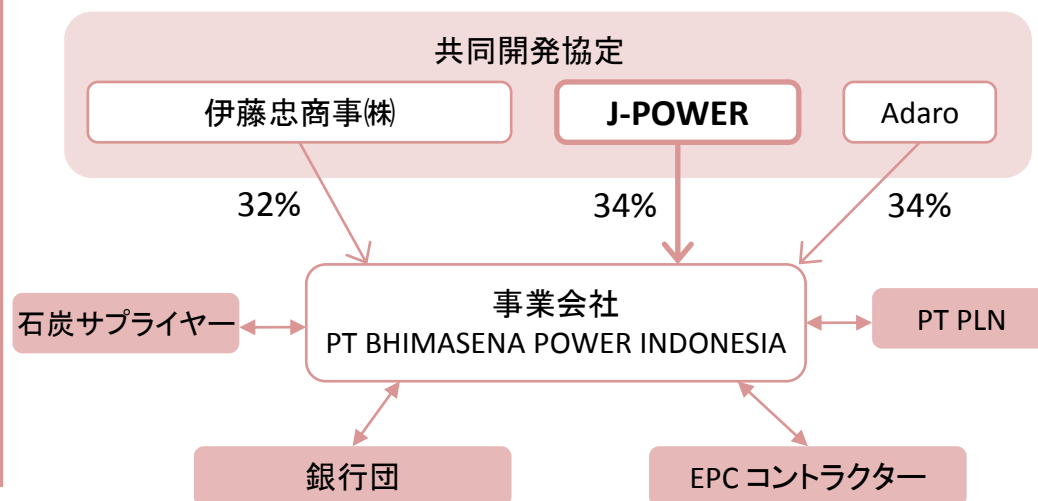 共同開発協定
伊藤忠商事㈱
J-POWER
Adaro
32%
34%
34%
事業会社
PT BHIMASENA POWER INDONESIA
石炭サプライヤー
PT PLN
銀行団
EPC コントラクター